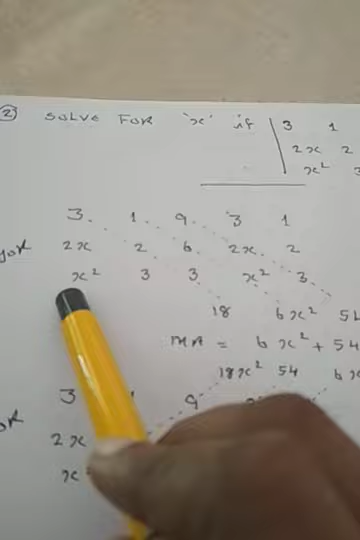 (2) SOLVE FOR 'x' if | 3 1
2x 2
x² 3
3 1 9 3 1
2x 2 6 2x 2
x² 3 3 x² 3
18 6x² 54
MA = 6x² + 54
18x² 54 6x
3 9
2x